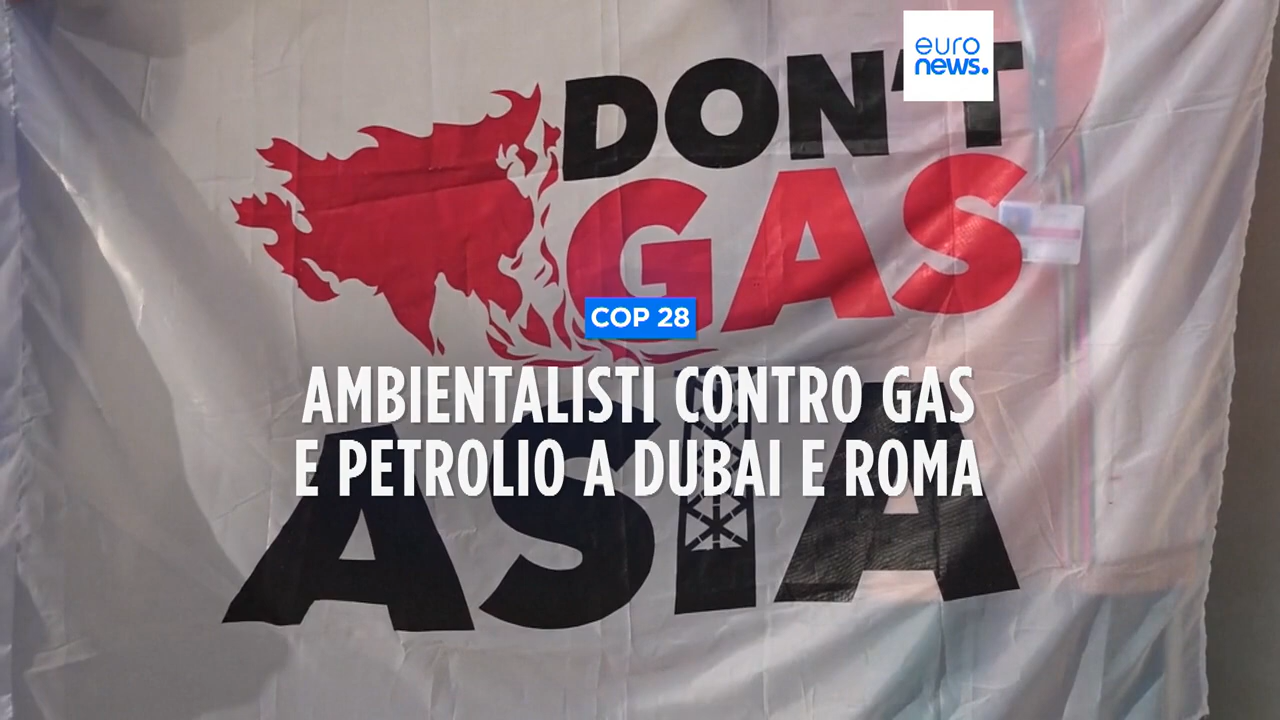 euro
news.
DON'T
GAS
COP 28
AMBIENTALISTI CONTRO GAS
E PETROLIO A DUBAI E ROMA
ASIA